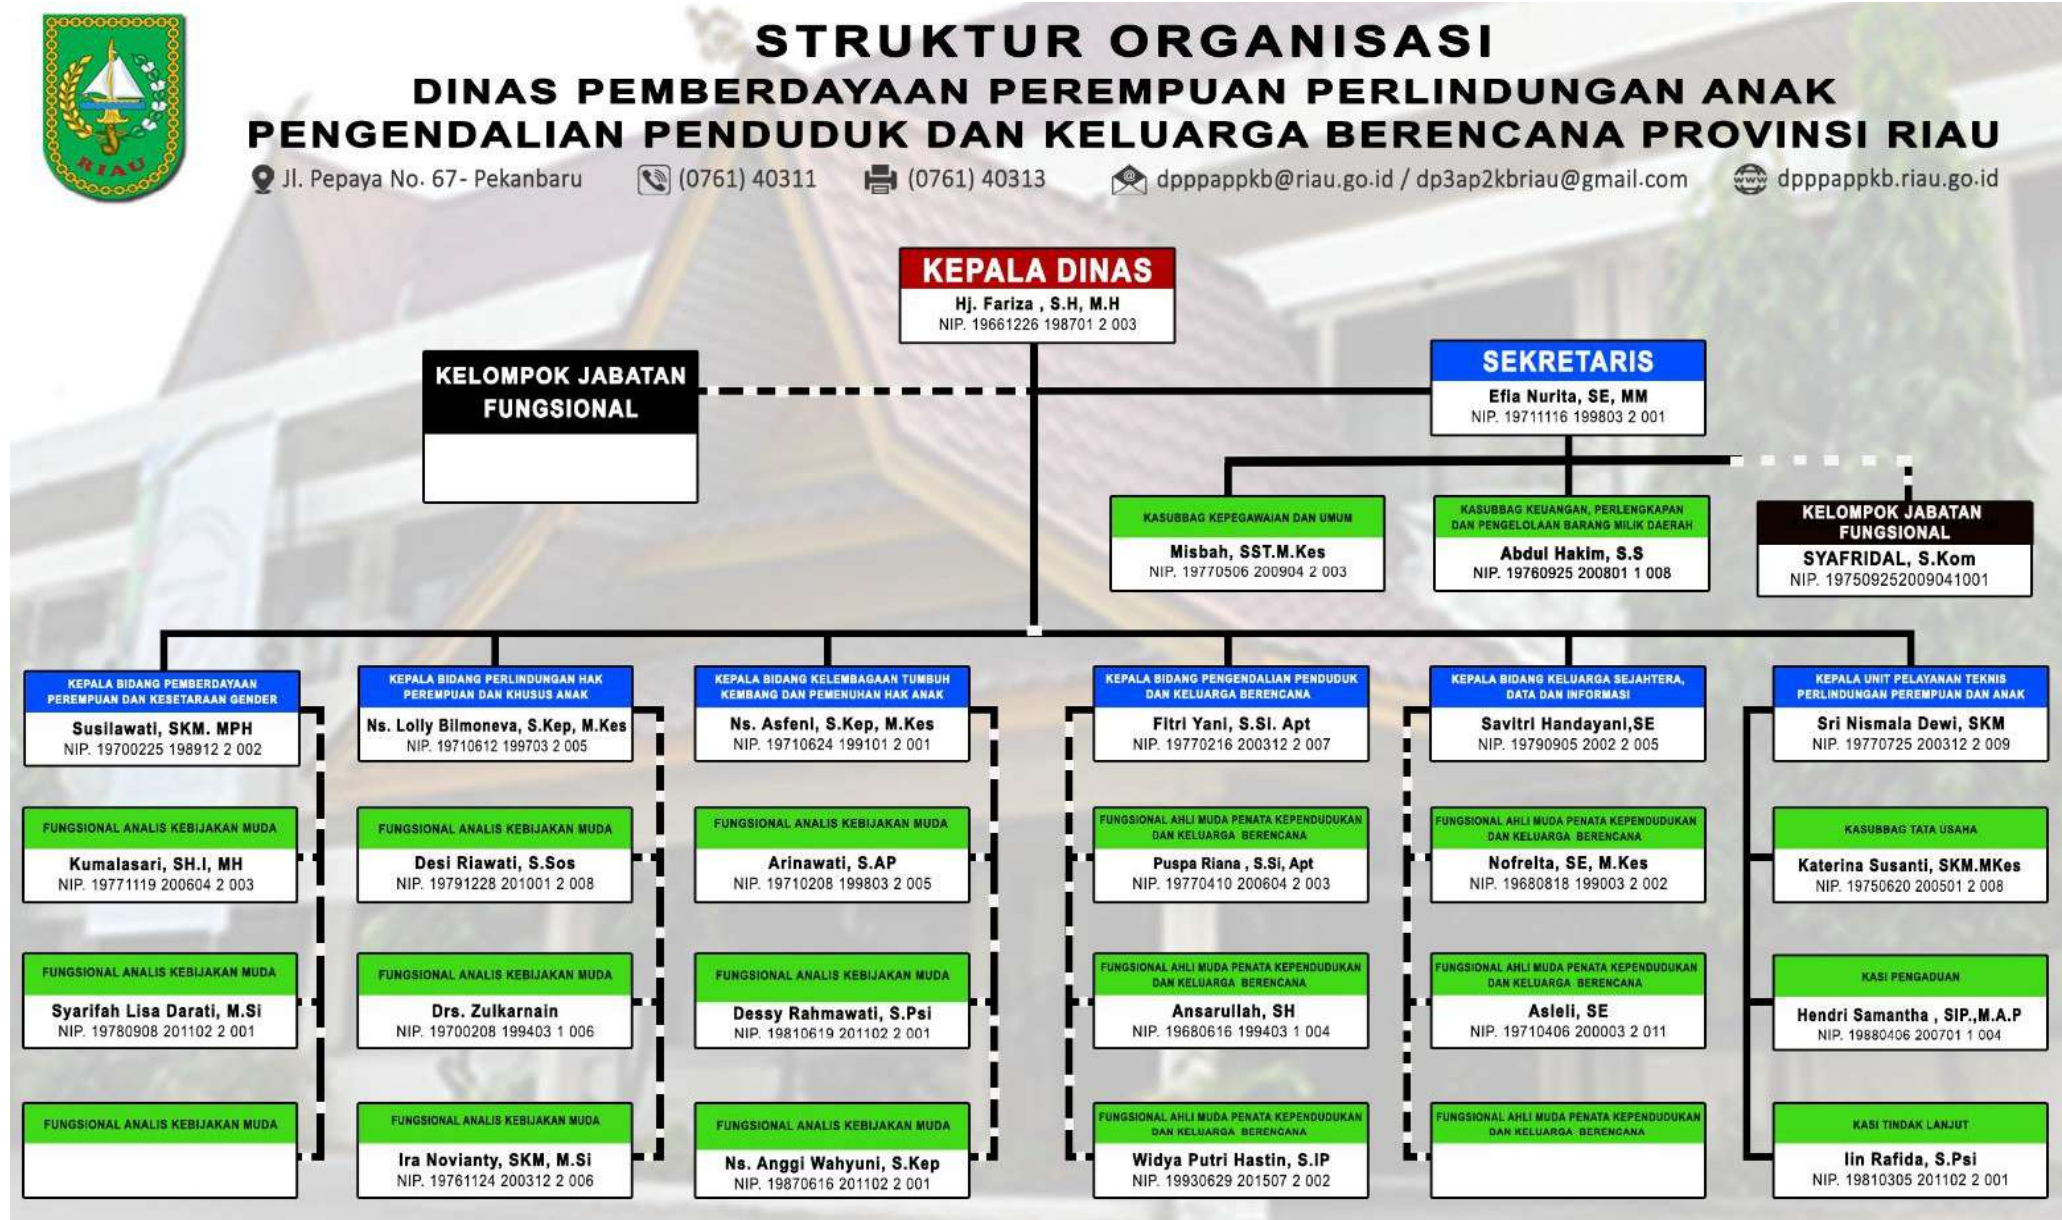 STRUKTUR ORGANISASI
DINAS PEMBERDAYAAN PEREMPUAN PERLINDUNGAN ANAK
PENGENDALIAN PENDUDUK DAN KELUARGA BERENCANA PROVINSI RIAU
RIAU
Jl. Pepaya No. 67- Pekanbaru
(0761) 40311
(0761) 40313
dpppappkb@riau.go.id / dp3ap2kbriau@gmail.com
www
dpppappkb.riau.go.id
KEPALA DINAS
Hj. Fariza , S.H, M.H
NIP. 19661226 198701 2 003
KELOMPOK JABATAN
FUNGSIONAL
SEKRETARIS
Efia Nurita, SE, MM
NIP. 19711116 199803 2 001
KASUBBAG KEPEGAWAIAN DAN UMUM
Misbah, SST.M.Kes
NIP. 19770506 200904 2 003
KASUBBAG KEUANGAN, PERLENGKAPAN
DAN PENGELOLAAN BARANG MILIK DAERAH
Abdul Hakim, S.S
NIP. 19760925 200801 1 008
KELOMPOK JABATAN
FUNGSIONAL
SYAFRIDAL, S.Kom
NIP. 197509252009041001
KEPALA BIDANG PEMBERDAYAAN
PEREMPUAN DAN KESETARAAN GENDER
Susilawati, SKM. MPH
NIP. 19700225 198912 2 002
FUNGSIONAL ANALIS KEBIJAKAN MUDA
Kumalasari, SH.I, MH
NIP. 19771119 200604 2 003
FUNGSIONAL ANALIS KEBIJAKAN MUDA
Syarifah Lisa Darati, M.Si
NIP. 19780908 201102 2 001
FUNGSIONAL ANALIS KEBIJAKAN MUDA
KEPALA BIDANG PERLINDUNGAN HAK
PEREMPUAN DAN KHUSUS ANAK
Ns. Lolly Bilmoneva, S.Kep, M.Kes
NIP. 19710612 199703 2 005
FUNGSIONAL ANALIS KEBIJAKAN MUDA
Desi Riawati, S.Sos
NIP. 19791228 201001 2 008
FUNGSIONAL ANALIS KEBIJAKAN MUDA
Drs. Zulkarnain
NIP. 19700208 199403 1 006
FUNGSIONAL ANALIS KEBIJAKAN MUDA
Ira Novianty, SKM, M.Si
NIP. 19761124 200312 2 006
KEPALA BIDANG KELEMBAGAAN TUMBUH
KEMBANG DAN PEMENUHAN HAK ANAK
Ns. Asfeni, S.Kep, M.Kes
NIP. 19710624 199101 2 001
FUNGSIONAL ANALIS KEBIJAKAN MUDA
Arinawati, S.AP
NIP. 19710208 199803 2 005
FUNGSIONAL ANALIS KEBIJAKAN MUDA
Dessy Rahmawati, S.Psi
NIP. 19810619 201102 2 001
FUNGSIONAL ANALIS KEBIJAKAN MUDA
Ns. Anggi Wahyuni, S.Kep
NIP. 19870616 201102 2 001
KEPALA BIDANG PENGENDALIAN PENDUDUK
DAN KELUARGA BERENCANA
Fitri Yani, S.Si. Apt
NIP. 19770216 200312 2 007
FUNGSIONAL AHLI MUDA PENATA KEPENDUDUKAN
DAN KELUARGA BERENCANA
Puspa Riana , S.Si, Apt
NIP. 19770410 200604 2 003
FUNGSIONAL AHLI MUDA PENATA KEPENDUDUKAN
DAN KELUARGA BERENCANA
Ansarullah, SH
NIP. 19680616 199403 1 004
FUNGSIONAL AHLI MUDA PENATA KEPENDUDUKAN
DAN KELUARGA BERENCANA
Widya Putri Hastin, S.IP
NIP. 19930629 201507 2 002
KEPALA BIDANG KELUARGA SEJAHTERA,
DATA DAN INFORMASI
Savitri Handayani,SE
NIP. 19790905 2002 2 005
FUNGSIONAL AHLI MUDA PENATA KEPENDUDUKAN
DAN KELUARGA BERENCANA
Nofrelta, SE, M.Kes
NIP. 19680818 199003 2 002
FUNGSIONAL AHLI MUDA PENATA KEPENDUDUKAN
DAN KELUARGA BERENCANA
Asleli, SE
NIP. 19710406 200003 2 011
FUNGSIONAL AHLI MUDA PENATA KEPENDUDUKAN
DAN KELUARGA BERENCANA
KEPALA UNIT PELAYANAN TEKNIS
PERLINDUNGAN PEREMPUAN DAN ANAK
Sri Nismala Dewi, SKM
NIP. 19770725 200312 2 009
KASUBBAG TATA USAHA
Katerina Susanti, SKM.MKes
NIP. 19750620 200501 2 008
KASI PENGADUAN
Hendri Samantha , SIP.,M.A.P
NIP. 19880406 200701 1 004
KASI TINDAK LANJUT
Iin Rafida, S.Psi
NIP. 19810305 201102 2 001